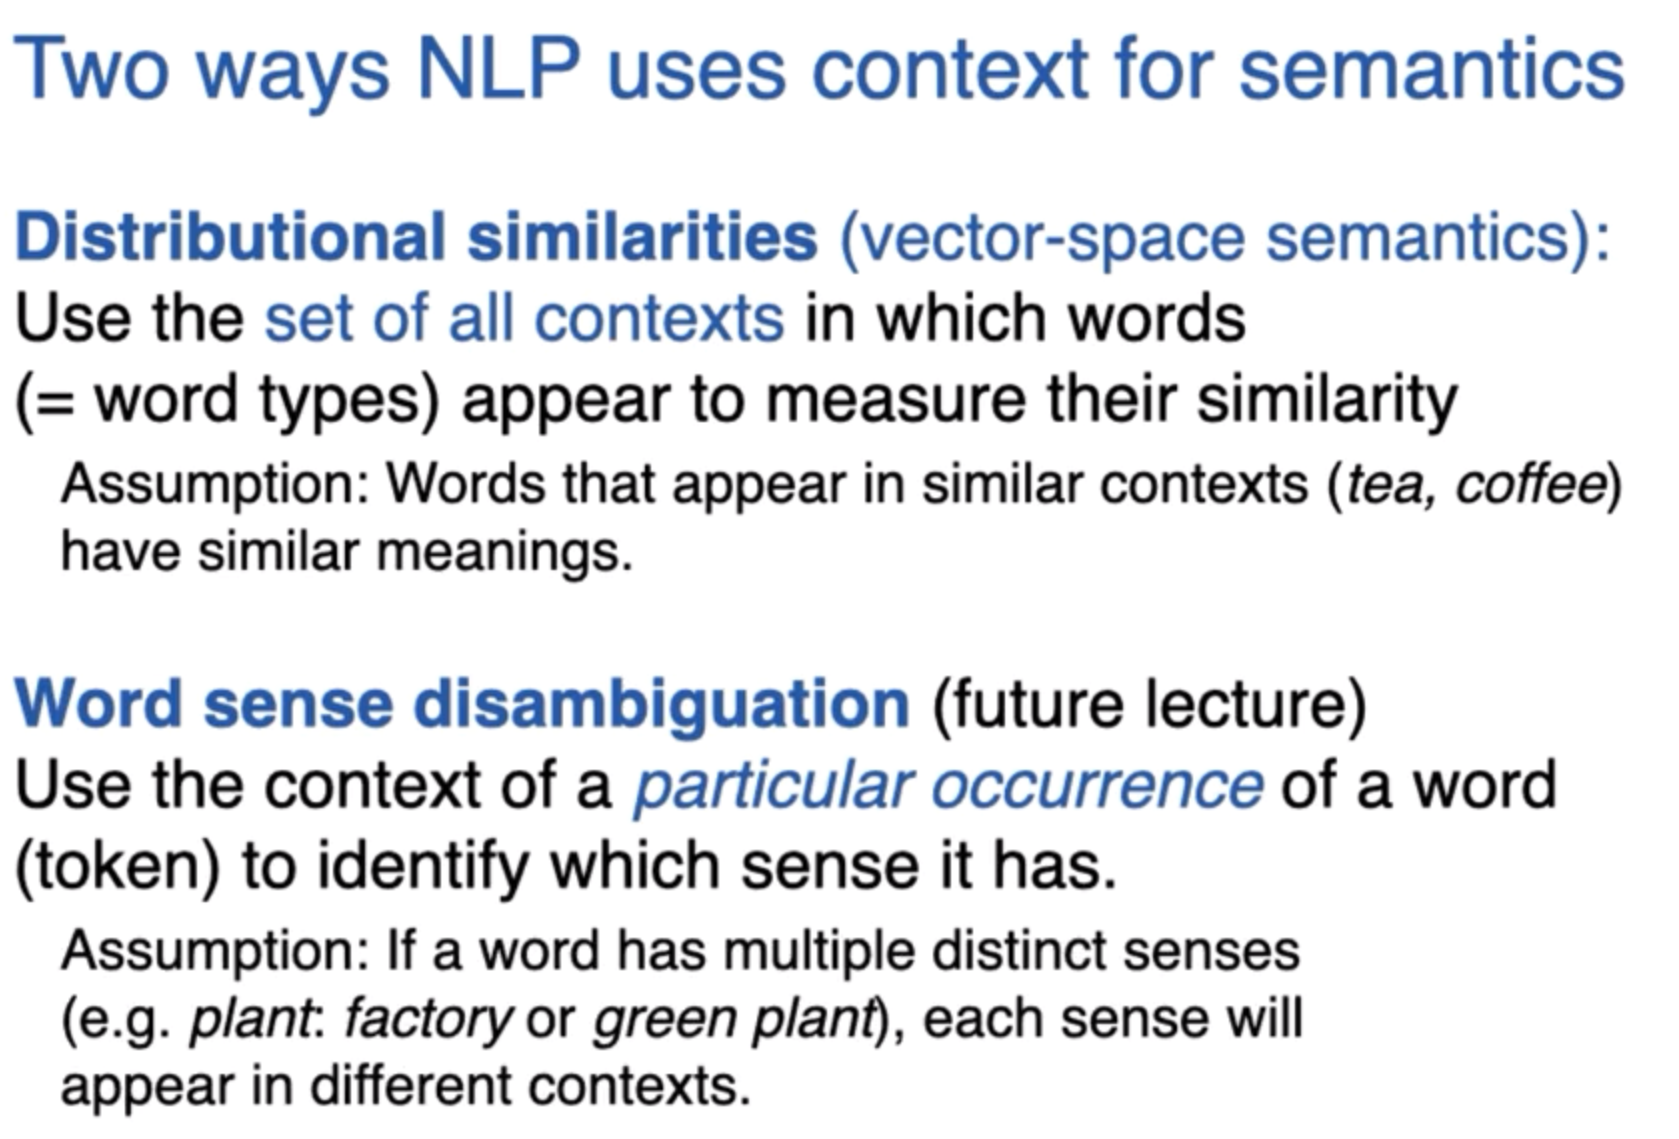 Two ways NLP uses context for semantics
Distributional similarities (vector-space semantics):
Use the set of all contexts in which words
(= word types) appear to measure their similarity
Assumption: Words that appear in similar contexts (tea, coffee)
have similar meanings.
Word sense disambiguation (future lecture)
Use the context of a particular occurrence of a word
(token) to identify which sense it has.
Assumption: If a word has multiple distinct senses
(e.g. plant: factory or green plant), each sense will
appear in different contexts.